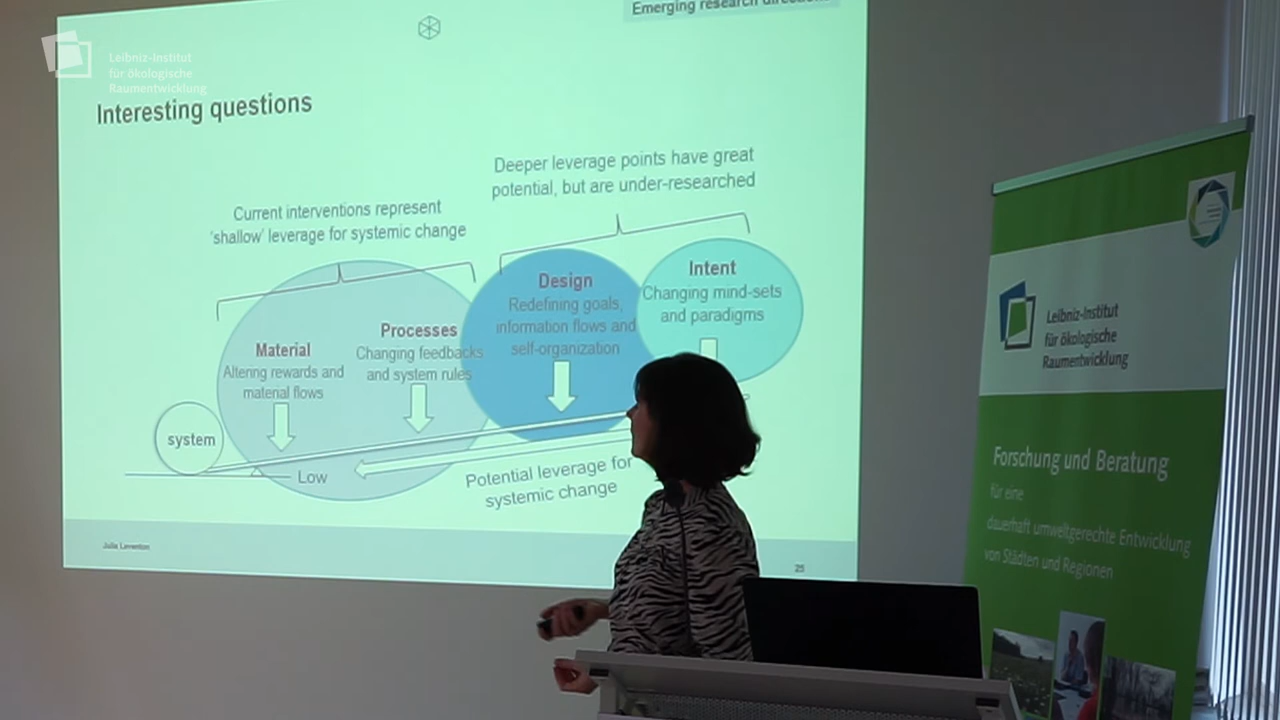 Leibniz-Institut
für ökologische
Raumentwicklung
Emerging research
Interesting questions
Deeper leverage points have great
potential, but are under-researched
Current interventions represent
'shallow' leverage for systemic change
Intent
Changing mind-sets
and paradigms
Design
Redefining goals,
information flows and
self-organization
Processes
Changing feedbacks
and system rules
Material
Altering rewards and
material flows
system
Low
Potential leverage for
systemic change
Julia Leventon
25
Leibniz-Institut
für ökologische
Raumentwicklung
Forschung und Beratung
für eine
dauerhaft umweltgerechte Entwicklung
von Städten und Regionen